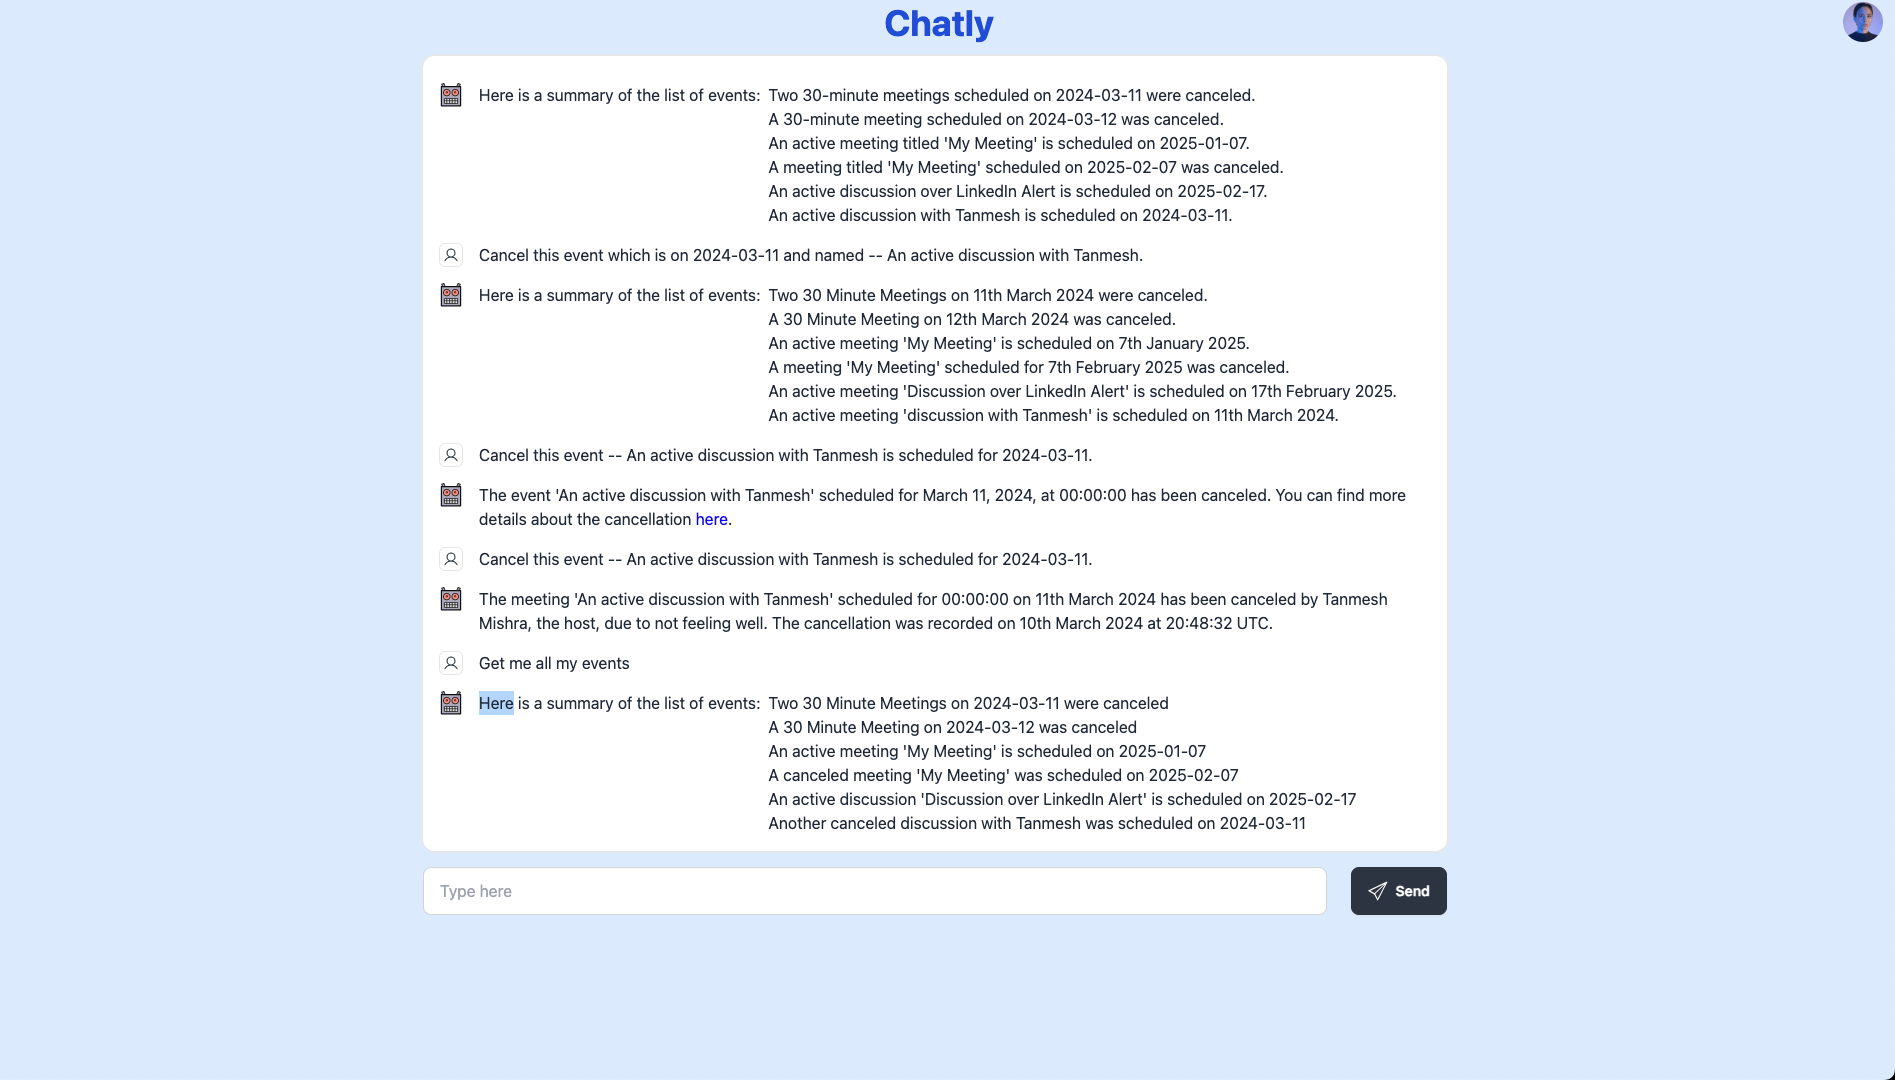 Chatly
Here is a summary of the list of events: Two 30-minute meetings scheduled on 2024-03-11 were canceled.
A 30-minute meeting scheduled on 2024-03-12 was canceled.
An active meeting titled 'My Meeting' is scheduled on 2025-01-07.
A meeting titled 'My Meeting' scheduled on 2025-02-07 was canceled.
An active discussion over LinkedIn Alert is scheduled on 2025-02-17.
An active discussion with Tanmesh is scheduled on 2024-03-11.
Cancel this event which is on 2024-03-11 and named -- An active discussion with Tanmesh.
Here is a summary of the list of events: Two 30 Minute Meetings on 11th March 2024 were canceled.
A 30 Minute Meeting on 12th March 2024 was canceled.
An active meeting 'My Meeting' is scheduled on 7th January 2025.
A meeting 'My Meeting' scheduled for 7th February 2025 was canceled.
An active meeting 'Discussion over LinkedIn Alert' is scheduled on 17th February 2025.
An active meeting 'discussion with Tanmesh' is scheduled on 11th March 2024.
Cancel this event -- An active discussion with Tanmesh is scheduled for 2024-03-11.
The event 'An active discussion with Tanmesh' scheduled for March 11, 2024, at 00:00:00 has been canceled. You can find more
details about the cancellation here.
Cancel this event -- An active discussion with Tanmesh is scheduled for 2024-03-11.
The meeting 'An active discussion with Tanmesh' scheduled for 00:00:00 on 11th March 2024 has been canceled by Tanmesh
Mishra, the host, due to not feeling well. The cancellation was recorded on 10th March 2024 at 20:48:32 UTC.
Get me all my events
Here is a summary of the list of events: Two 30 Minute Meetings on 2024-03-11 were canceled
A 30 Minute Meeting on 2024-03-12 was canceled
An active meeting 'My Meeting' is scheduled on 2025-01-07
A canceled meeting 'My Meeting' was scheduled on 2025-02-07
An active discussion 'Discussion over LinkedIn Alert' is scheduled on 2025-02-17
Another canceled discussion with Tanmesh was scheduled on 2024-03-11
Type here
Send